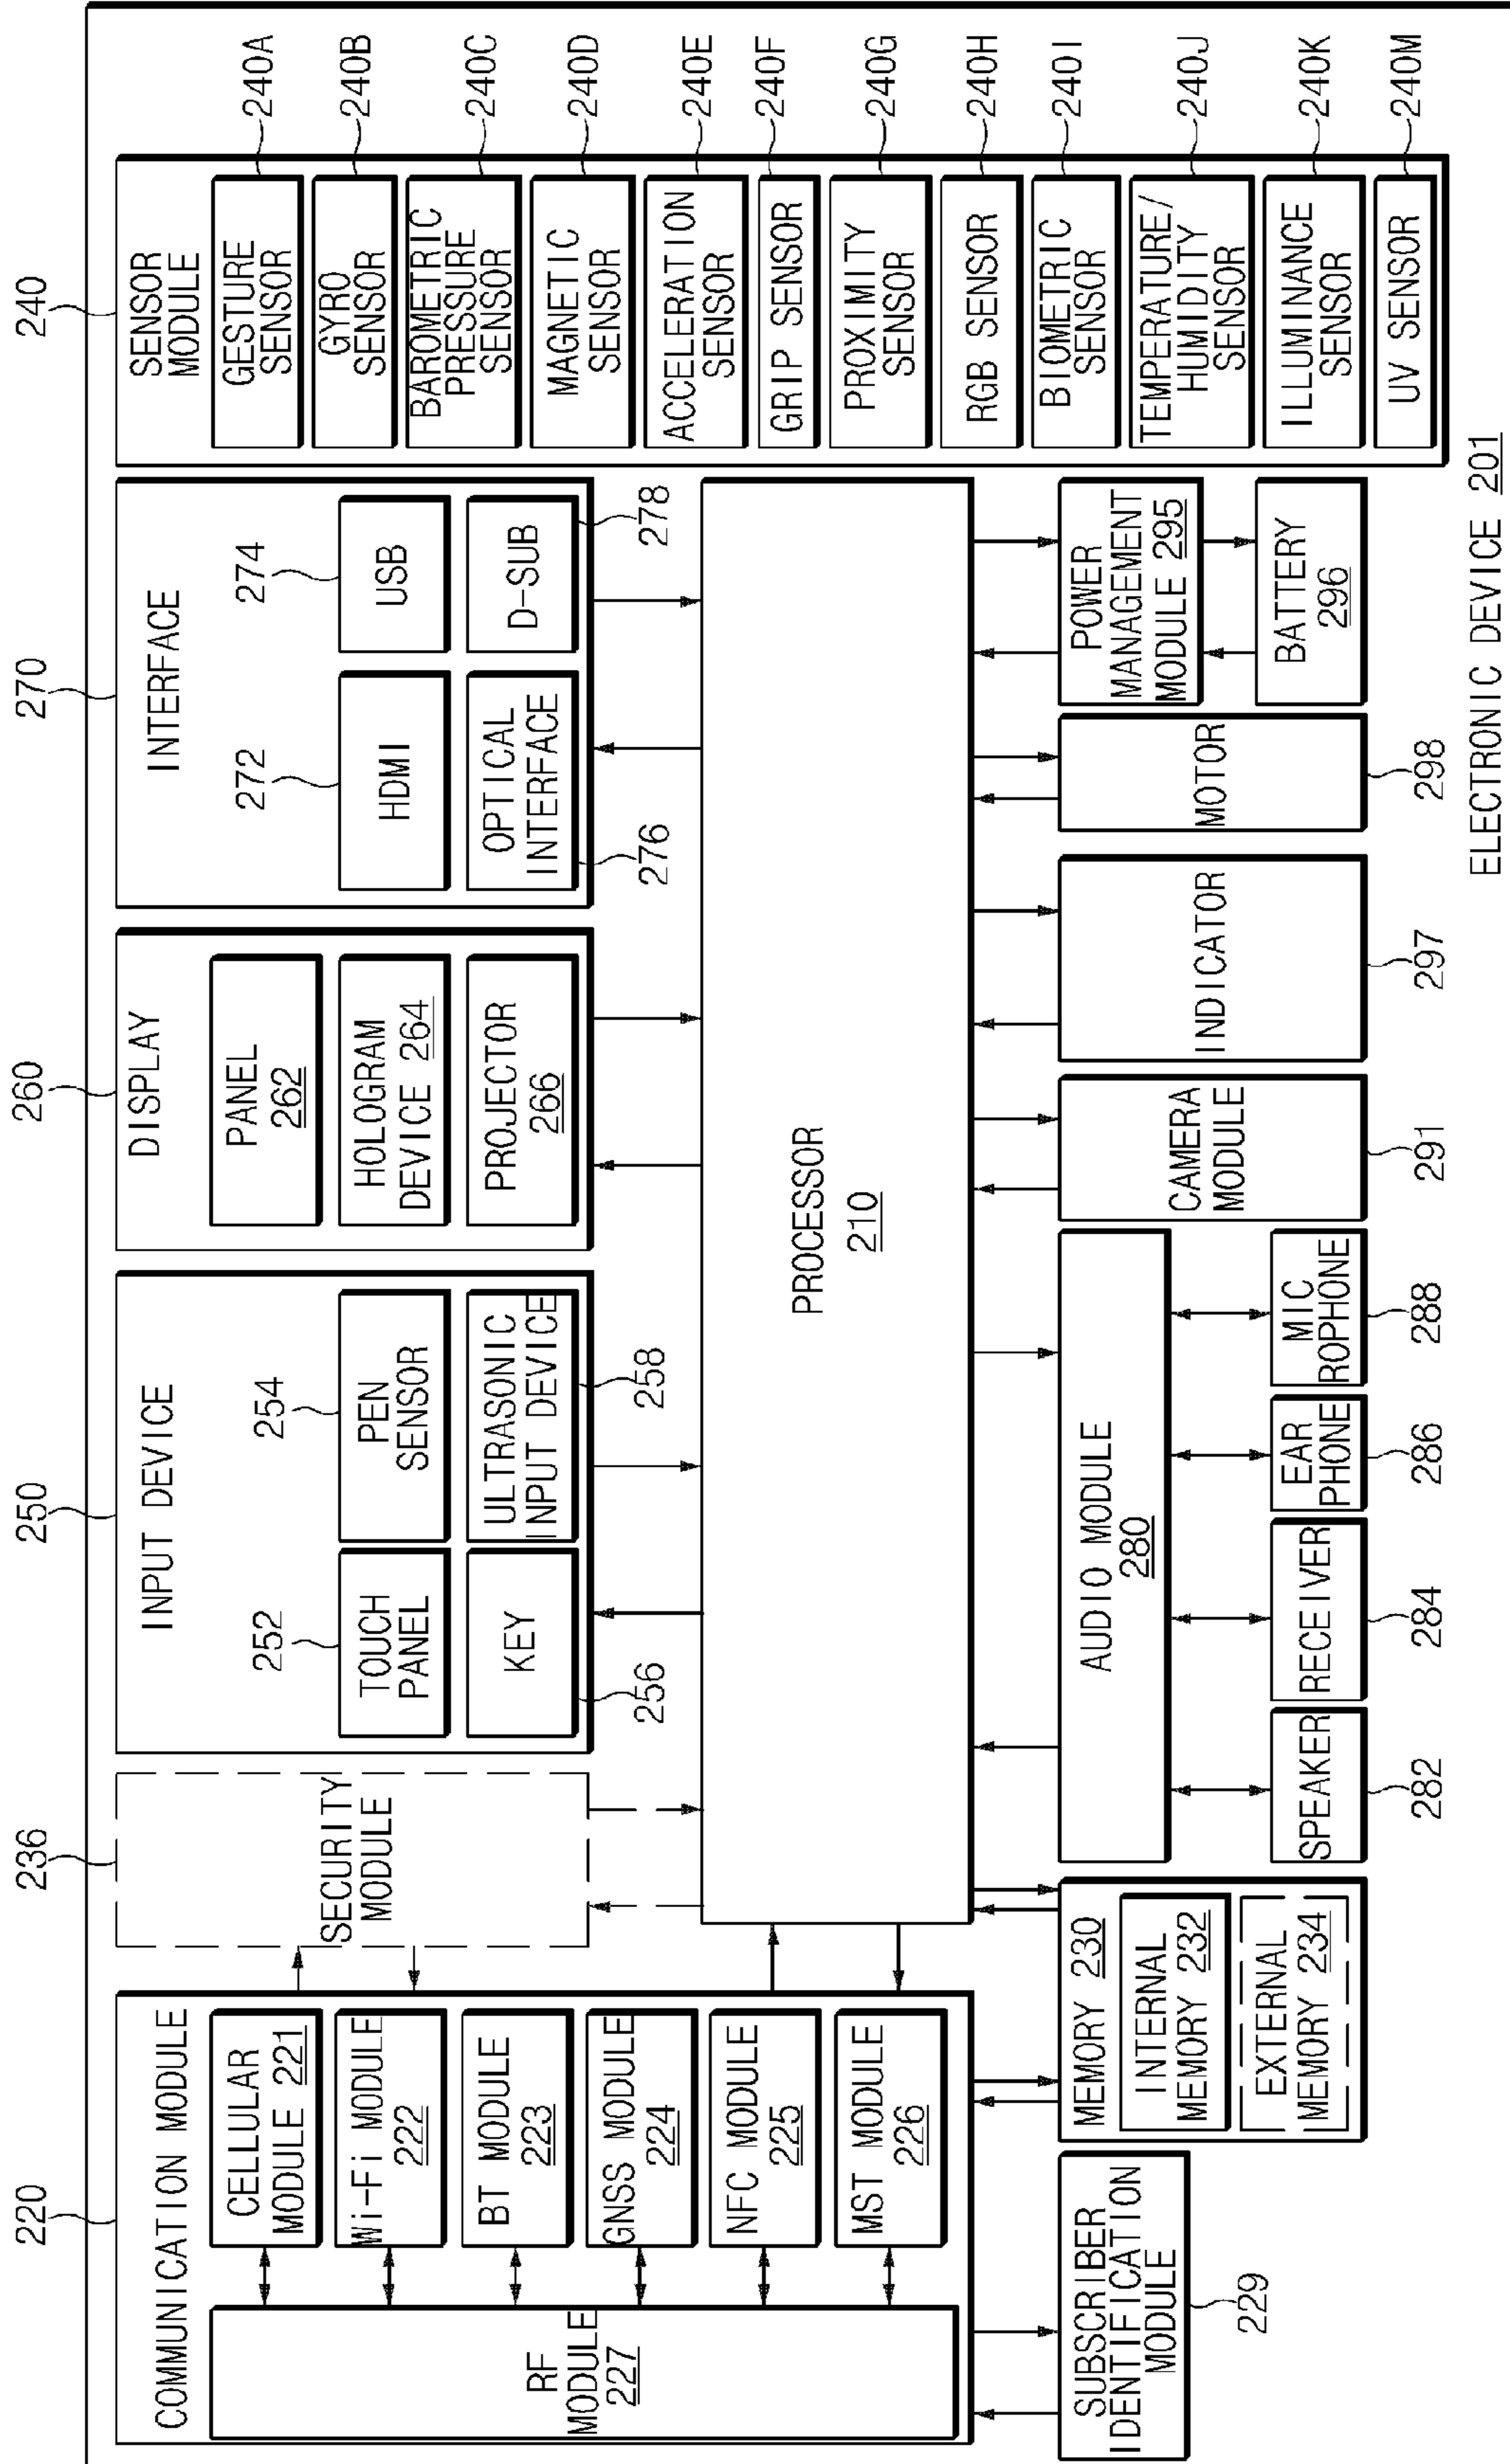 220
236
250
260
270
240
COMMUNICATION MODULE
RF
MODULE
227
CELLULAR
MODULE 221
Wi-Fi MODULE
222
BT MODULE
223
GNSS MODULE
224
NFC MODULE
225
MST MODULE
226
SECURITY
MODULE
INPUT DEVICE
252
254
TOUCH
PANEL
PEN
SENSOR
KEY
ULTRASONIC
INPUT DEVICE
256
258
DISPLAY
PANEL
262
HOLOGRAM
DEVICE 264
PROJECTOR
266
INTERFACE
272
274
HDMI
USB
OPTICAL
INTERFACE
D-SUB
276
278
SENSOR
MODULE
GESTURE
SENSOR
240A
GYRO
SENSOR
240B
BAROMETRIC
PRESSURE
SENSOR
240C
MAGNETIC
SENSOR
240D
ACCELERATION
SENSOR
240E
GRIP SENSOR
240F
PROXIMITY
SENSOR
240G
RGB SENSOR
240H
BIOMETRIC
SENSOR
240I
TEMPERATURE/
HUMIDITY
SENSOR
240J
ILLUMINANCE
SENSOR
240K
UV SENSOR
240M
PROCESSOR
210
SUBSCRIBER
IDENTIFICATION
MODULE
229
MEMORY 230
INTERNAL
MEMORY 232
EXTERNAL
MEMORY 234
AUDIO MODULE
280
SPEAKER
RECEIVER
EAR
PHONE
MIC
ROPHONE
282
284
286
288
CAMERA
MODULE
291
INDICATOR
297
MOTOR
298
POWER
MANAGEMENT
MODULE 295
BATTERY
296
ELECTRONIC DEVICE 201